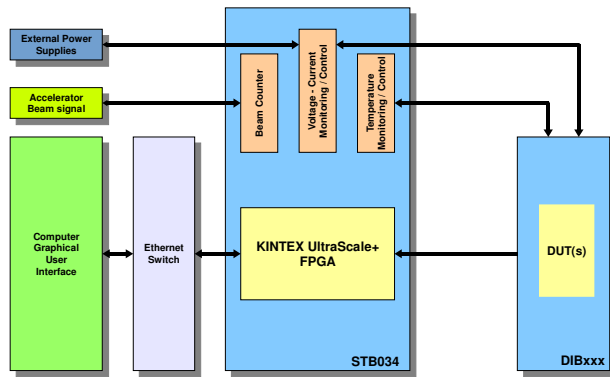 External Power
Supplies
Accelerator
Beam signal
Beam Counter
Voltage - Current
Monitoring / Control
Temperature
Monitoring / Control
Computer
Graphical
User
Interface
Ethernet
Switch
KINTEX UltraScale+
FPGA
DUT(s)
STB034
DIBxxx